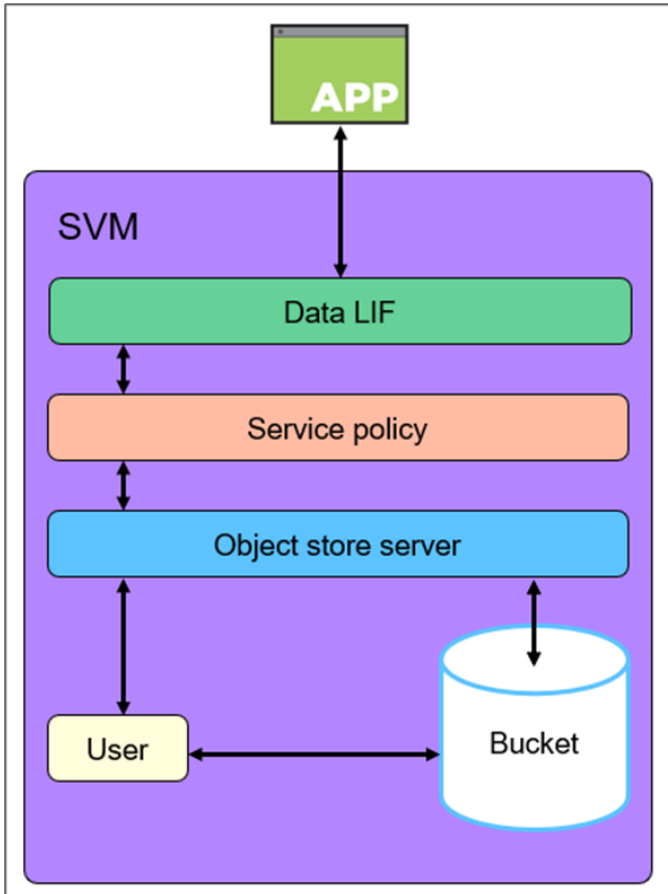 APP
SVM
Data LIF
Service policy
Object store server
User
Bucket